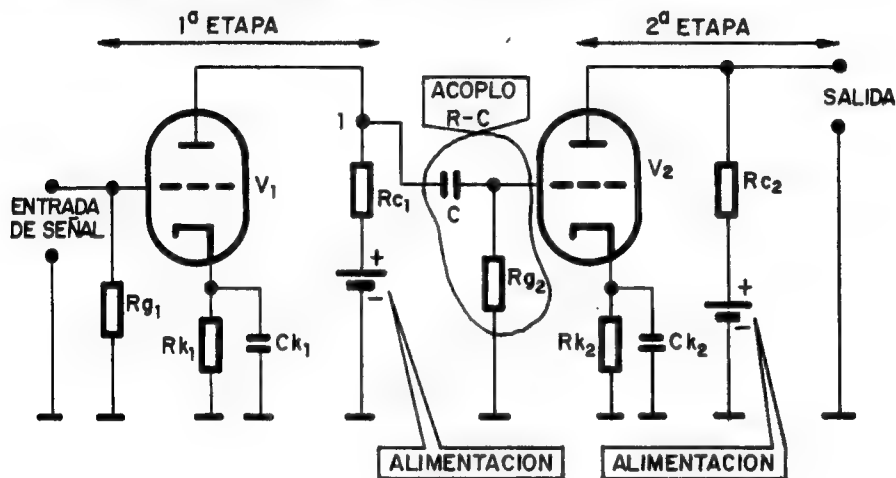 1ª ETAPA
2ª ETAPA
ACOPLO
R-C
SALIDA
1
V1
V2
Rc1
C
Rc2
ENTRADA
DE SEÑAL
+
-
+
-
Rg1
Rg2
Rk1
Ck1
Rk2
Ck2
ALIMENTACION
ALIMENTACION